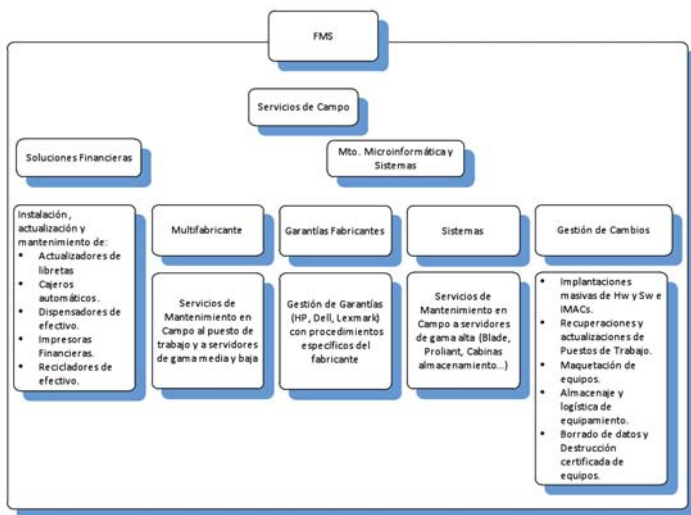 FMS
Servicios de Campo
Soluciones Financieras
Mto. Microinformática y
Sistemas
Instalación,
actualización y
mantenimiento de:
• Actualizadores de
libretas
• Cajeros
automáticos.
• Dispensadores de
efectivo.
• Impresoras
Financieras.
• Recicladores de
efectivo.
Multifabricante
Servicios de
Mantenimiento en
Campo al puesto de
trabajo y a servidores
de gama media y baja
Garantías Fabricantes
Gestión de Garantías
(HP, Dell, Lexmark)
con procedimientos
específicos del
fabricante
Sistemas
Servicios de
Mantenimiento en
Campo a servidores
de gama alta (Blade,
Proliant, Cabinas
almacenamiento...)
Gestión de Cambios
• Implantaciones
masivas de Hw y Sw e
IMACs.
• Recuperaciones y
actualizaciones de
Puestos de Trabajo.
• Maquetación de
equipos.
• Almacenaje y
logística de
equipamiento.
• Borrado de datos y
Destrucción
certificada de
equipos.